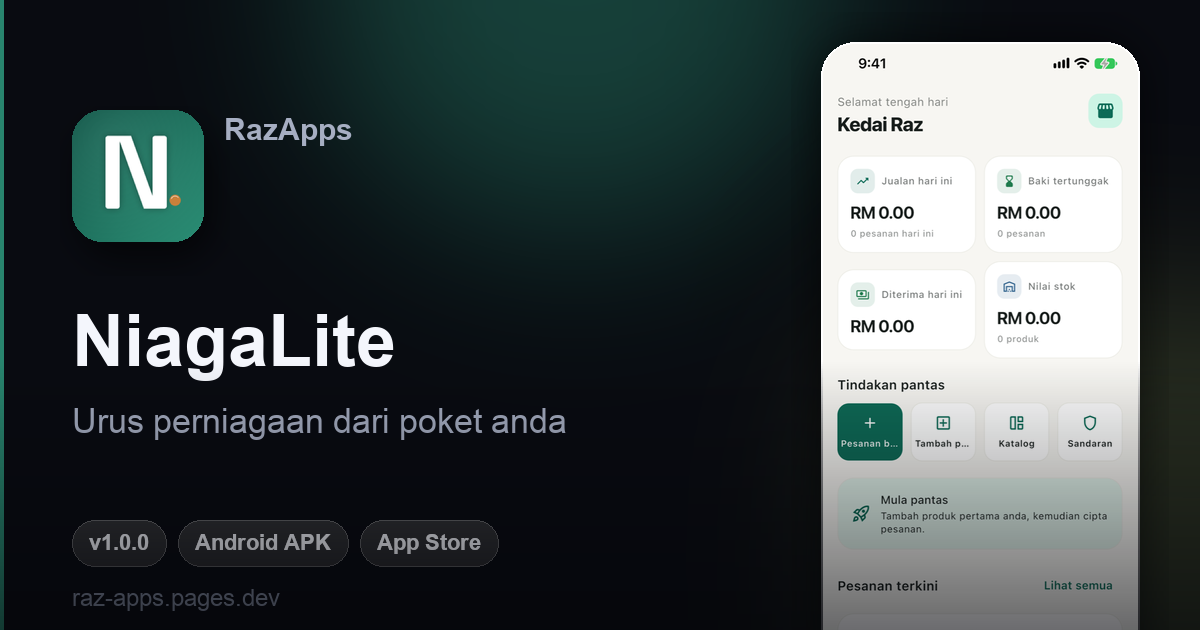 N.
RazApps
NiagaLite
Urus perniagaan dari poket anda
v1.0.0
Android APK
App Store
raz-apps.pages.dev
9:41
Selamat tengah hari
Kedai Raz
Jualan hari ini
RM 0.00
0 pesanan hari ini
Baki tertunggak
RM 0.00
0 pesanan
Diterima hari ini
RM 0.00
Nilai stok
RM 0.00
0 produk
Tindakan pantas
Pesanan b...
Tambah p...
Katalog
Sandaran
Mula pantas
Tambah produk pertama anda, kemudian cipta
pesanan.
Pesanan terkini
Lihat semua